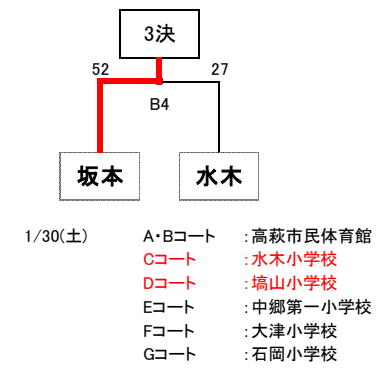 3決
52 27
B4
坂本 水木
1/30(土) A・Bコート :高萩市民体育館
Cコート :水木小学校
Dコート :塙山小学校
Eコート :中郷第一小学校
Fコート :大津小学校
Gコート :石岡小学校